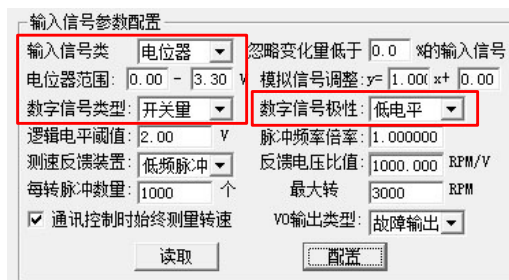 输入信号参数配置
输入信号类 电位器 忽略变化量低于 0.0 %的输入信号
电位器范围: 0.00 - 3.30 V 模拟信号调整:y= 1.00( x+ 0.00
数字信号类型: 开关量 数字信号极性: 低电平
逻辑电平阈值: 2.00 V 脉冲频率倍率: 1.000000
测速反馈装置: 低频脉冲 反馈电压比值: 1000.000 RPM/V
每转脉冲数量: 1000 个 最大转 3000 RPM
通讯控制时始终测量转速 VO输出类型: 故障输出
读取 配置